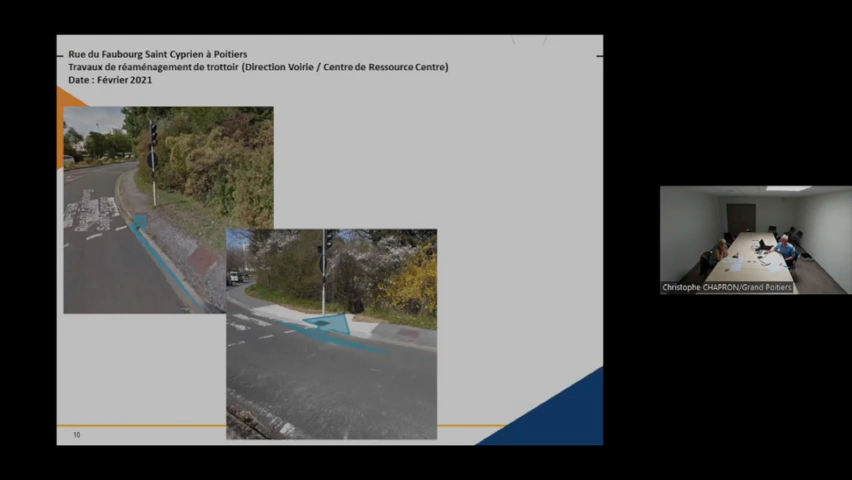 Rue du Faubourg Saint Cyprien à Poitiers
Travaux de réaménagement de trottoir (Direction Voirie / Centre de Ressource Centre)
Date : Février 2021
10
Christophe CHAPRON/Grand Poitiers